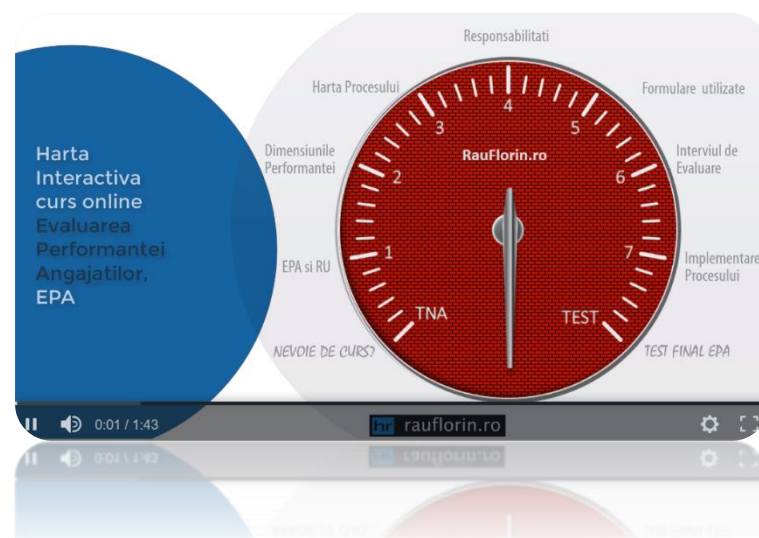 Harta
Interactiva
curs online
Evaluarea
Performantei
Angajatilor,
EPA
Responsabilitati
Harta Procesului
Formulare utilizate
Dimensiunile
Performantei
Interviul de
Evaluare
EPA si RU
Implementare
Procesului
NEVOIE DE CURS?
TEST FINAL EPA
RauFlorin.ro
TNA
1
2
3
4
5
6
7
TEST
0:01 / 1:43
hr rauflorin.ro